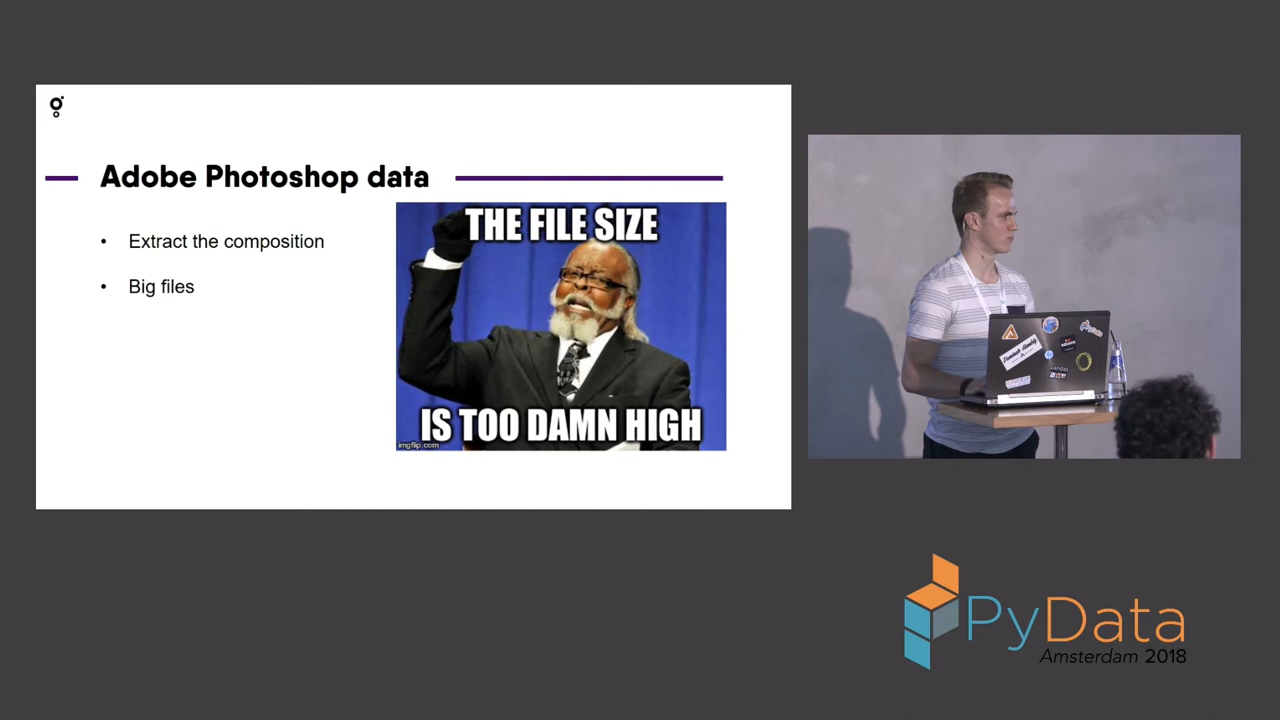 Adobe Photoshop data
• Extract the composition
• Big files
THE FILE SIZE
IS TOO DAMN HIGH
imgflip.com
PyData
Amsterdam 2018